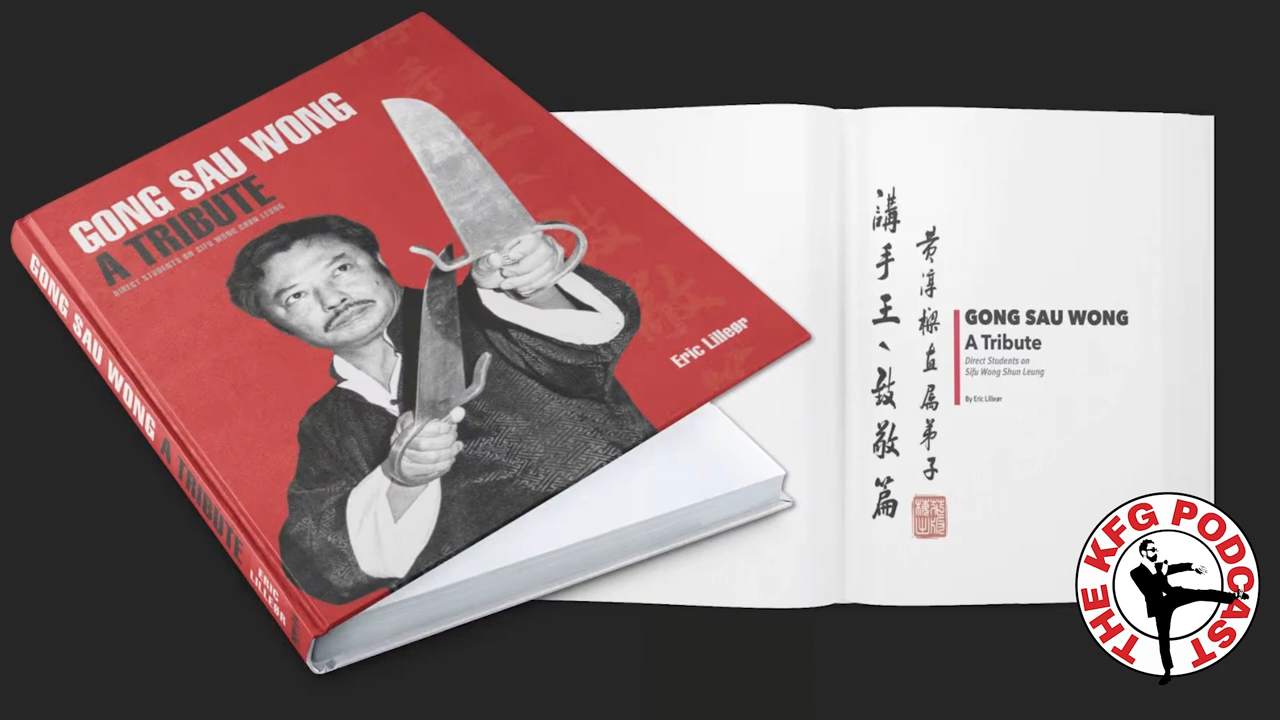 GONG SAU WONG
A TRIBUTE
DIRECT STUDENTS ON SIFU WONG SHUN LEUNG
Eric Lilleør
GONG SAU WONG A TRIBUTE
ERIC LILLEØR
講手王、致敬篇
黃淳樑直属弟子
GONG SAU WONG
A Tribute
Direct Students on
Sifu Wong Shun Leung
By Eric Lilleør
THE KFG PODCAST